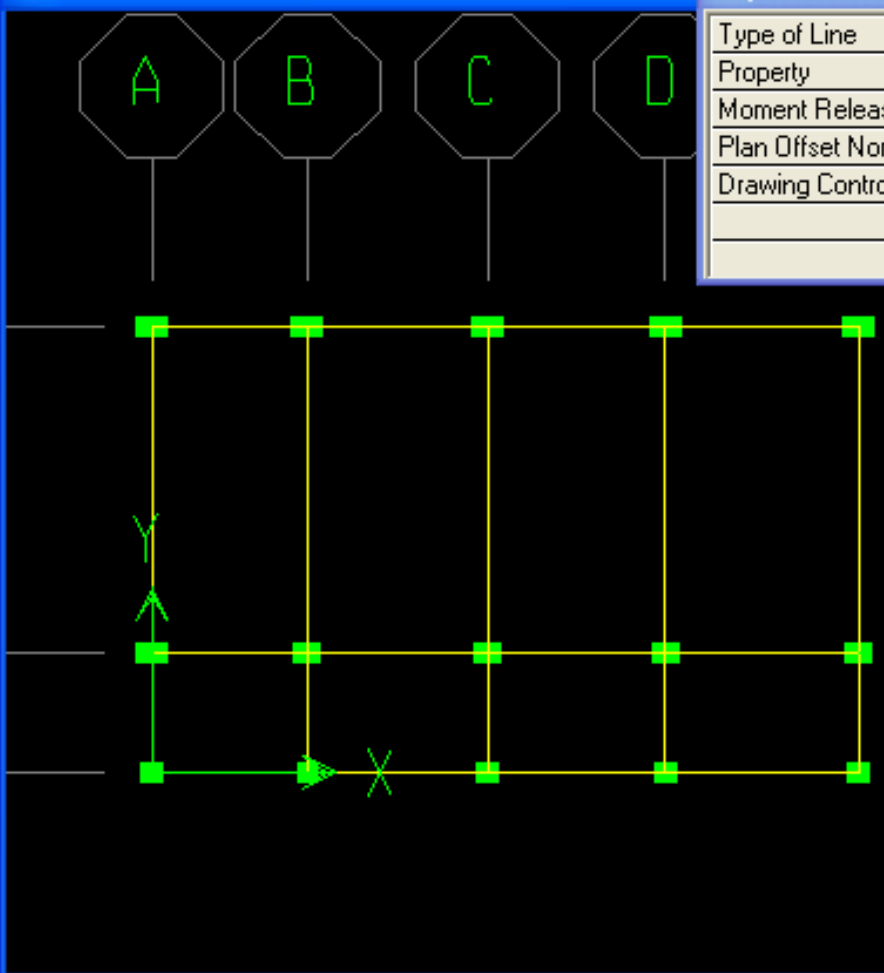 A B C D
Type of Line
Property
Moment Releas
Plan Offset Nor
Drawing Contro
Y
X